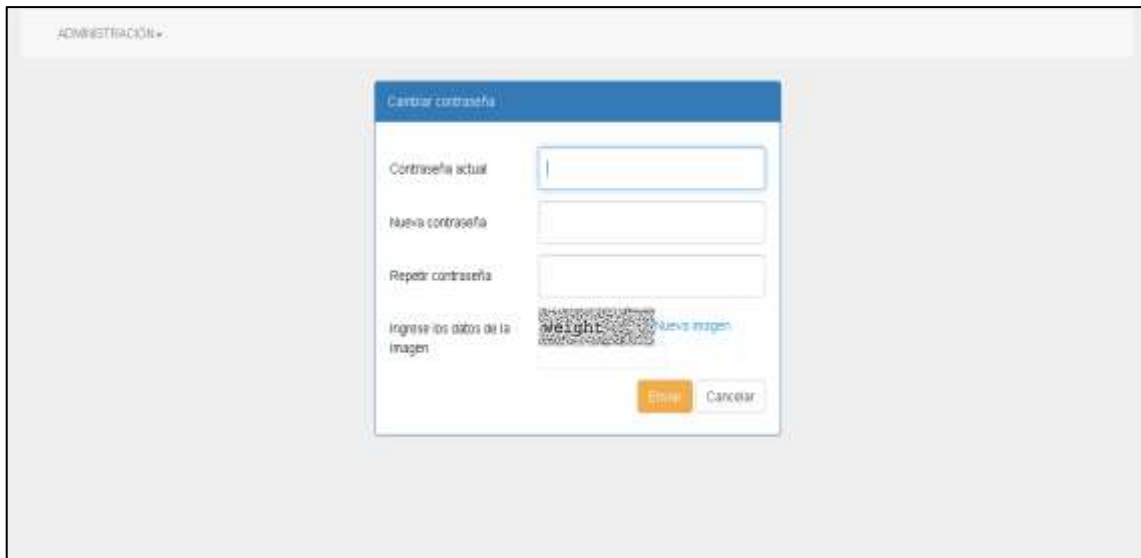 ADMINISTRACIÓN
Cambiar contraseña
Contraseña actual
Nueva contraseña
Repetir contraseña
Ingrese los datos de la
imagen
weight
Nueva imagen
Enviar
Cancelar